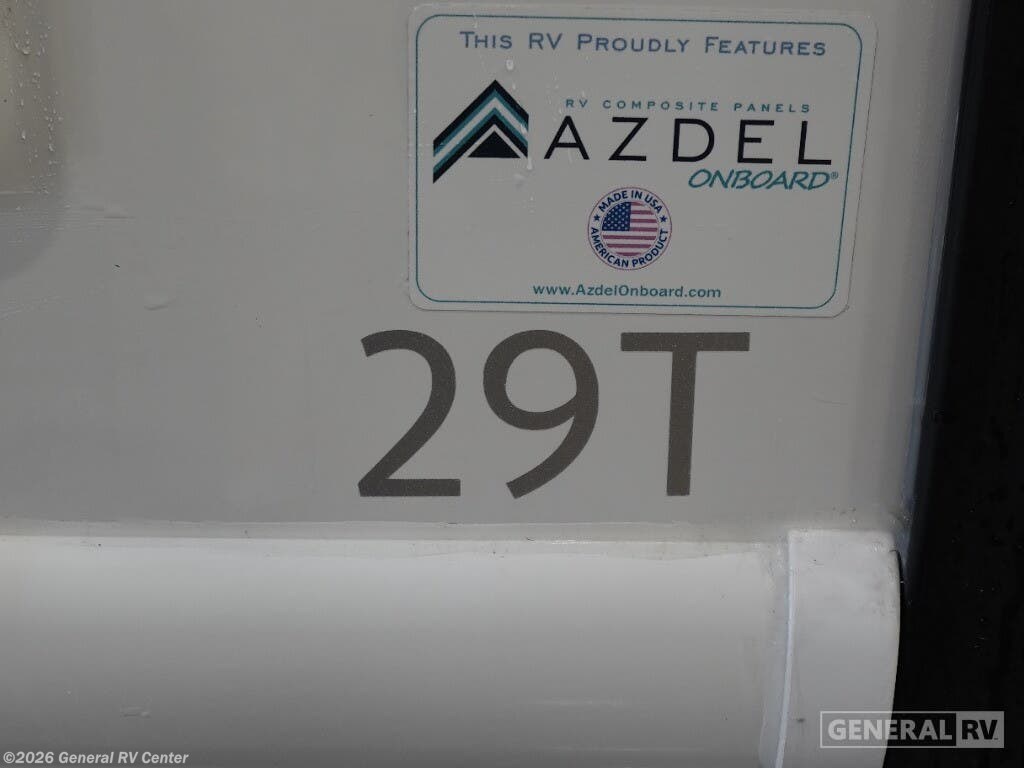 THIS RV PROUDLY FEATURES
RV COMPOSITE PANELS
AZDEL
ONBOARD®
MADE IN USA
AMERICAN PRODUCT
www.AzdelOnboard.com
29T
GENERAL RV
©2026 General RV Center